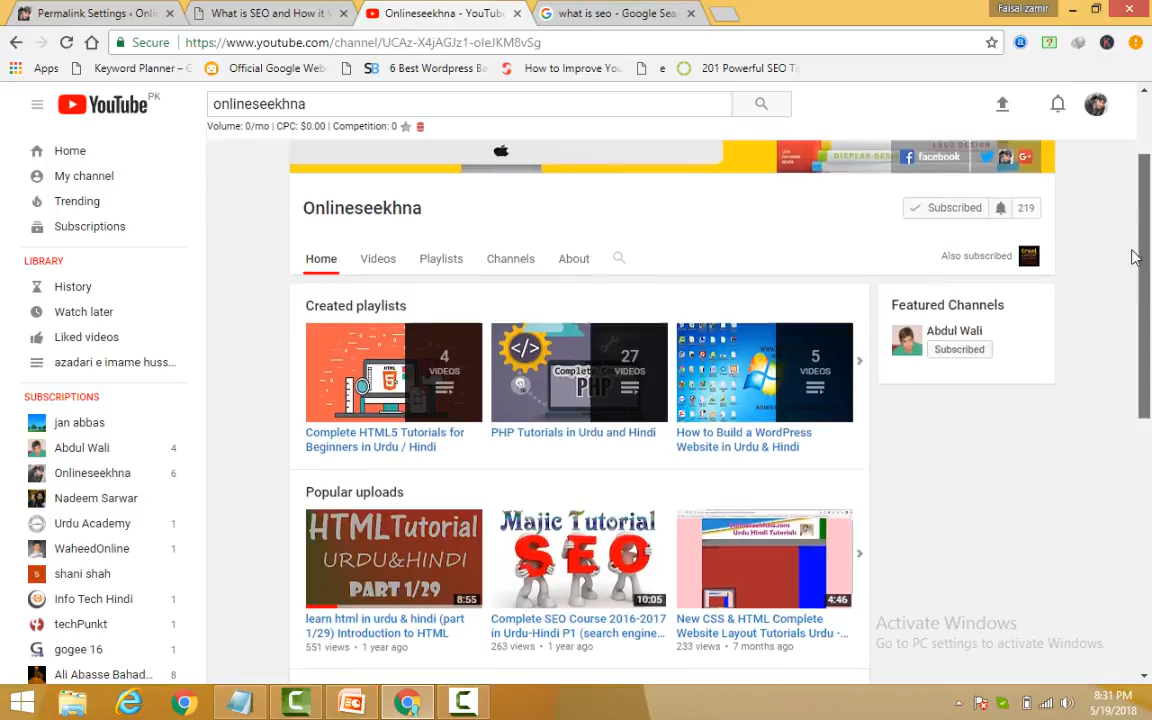 Permalink Settings ‹ Onli
What is SEO and How it
Onlineseekhna - YouTube
what is seo - Google Sea
Faisal zamir
Secure
https://www.youtube.com/channel/UCAz-X4jAGJz1-oleJKM8vSg
Apps
Keyword Planner – G
Official Google Web
6 Best Wordpress Ba
How to Improve You
e
201 Powerful SEO Ti
YouTube PK
onlineseekhna
Volume: 0/mo | CPC: $0.00 | Competition: 0
Home
My channel
Trending
Subscriptions
LIBRARY
History
Watch later
Liked videos
azadari e imame huss...
SUBSCRIPTIONS
jan abbas
Abdul Wali 4
Onlineseekhna 6
Nadeem Sarwar
Urdu Academy 1
WaheedOnline 1
shani shah
Info Tech Hindi 1
techPunkt 1
gogee 16 1
Ali Abasse Bahad... 8
facebook
Onlineseekhna
Subscribed 219
Home Videos Playlists Channels About
Also subscribed
Created playlists
4
VIDEOS
27
VIDEOS
Complete Co
PHP
5
VIDEOS
Complete HTML5 Tutorials for
Beginners in Urdu / Hindi
PHP Tutorials in Urdu and Hindi
How to Build a WordPress
Website in Urdu & Hindi
Popular uploads
HTML Tutorial
URDU&HINDI
PART 1/29
8:55
Majic Tutorial
SEO
10:05
Urdu Hindi Tutorials
4:46
learn html in urdu & hindi (part
1/29) Introduction to HTML
551 views • 1 year ago
Complete SEO Course 2016-2017
in Urdu-Hindi P1 (search engine...
263 views • 1 year ago
New CSS & HTML Complete
Website Layout Tutorials Urdu -...
233 views • 7 months ago
Featured Channels
Abdul Wali
Subscribed
Activate Windows
Go to PC settings to activate Windows.
8:31 PM
5/19/2018